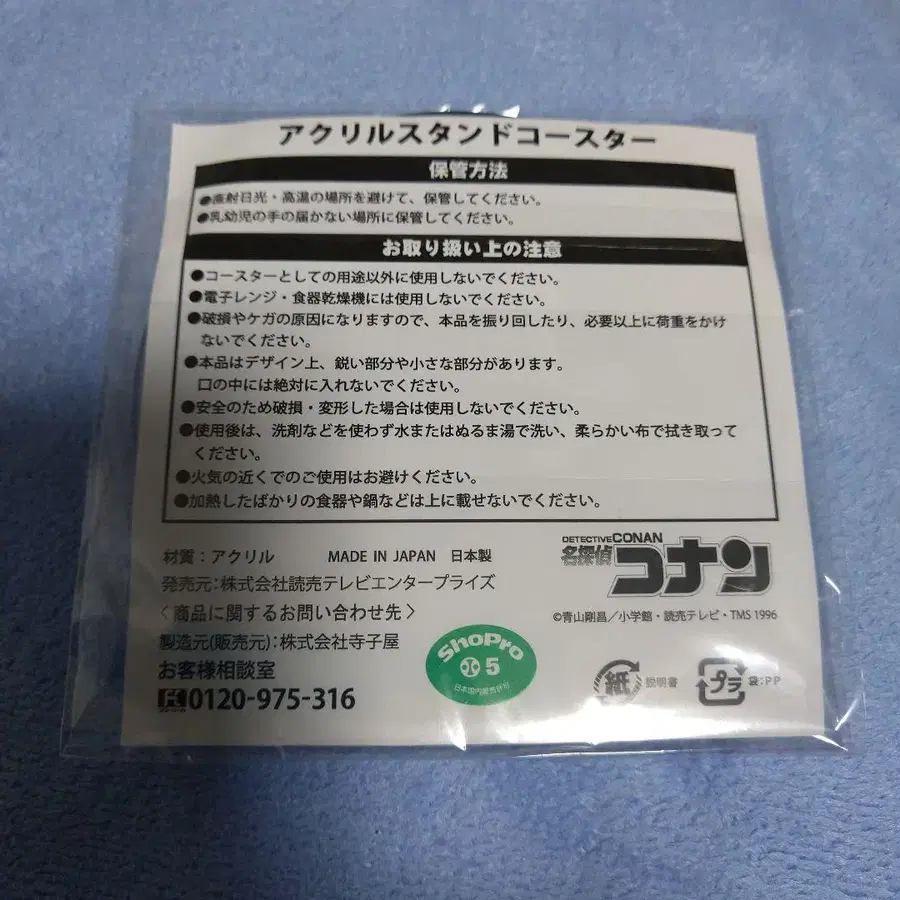 アクリルスタンドコースター
保管方法
●直射日光・高温の場所を避けて、保管してください。
●乳幼児の手の届かない場所に保管してください。
お取り扱い上の注意
●コースターとしての用途以外に使用しないでください。
●電子レンジ・食器乾燥機には使用しないでください。
●破損やケガの原因になりますので、本品を振り回したり、必要以上に荷重をかけ
ないでください。
●本品はデザイン上、鋭い部分や小さな部分があります。
口の中には絶対に入れないでください。
●安全のため破損・変形した場合は使用しないでください。
●使用後は、洗剤などを使わず水またはぬるま湯で洗い、柔らかい布で拭き取って
ください。
●火気の近くでのご使用はお避けください。
●加熱したばかりの食器や鍋などは上に載せないでください。
材質：アクリル MADE IN JAPAN 日本製
発売元：株式会社読売テレビエンタープライズ
〈商品に関するお問い合わせ先〉
製造元(販売元)：株式会社寺子屋
お客様相談室
0120-975-316
DETECTIVE CONAN
名探偵コナン
©青山剛昌／小学館・読売テレビ・TMS 1996
ShoPro
小 5
日本国内販売許可
紙 説明書
プラ 袋：PP